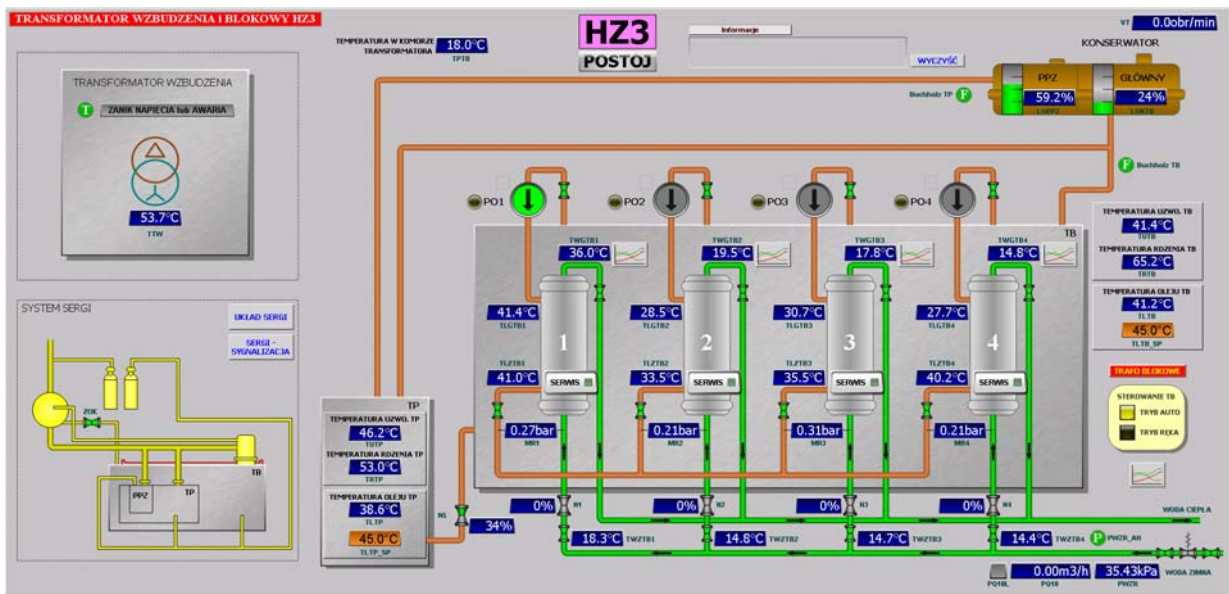 TRANSFORMATOR WZBUDZENIA i BLOKOWY HZ3
TEMPERATURA W KOMORZE TRANSFORMATORA 18.0°C
TPTB
HZ3
POSTOJ
Informacje
WYCZYŚĆ
VT 0.0obr/min
KONSERWATOR
PPZ GŁÓWNY
59.2% 24%
Buchholz TP F
Buchholz TB F
TRANSFORMATOR WZBUDZENIA
T ZANIK NAPIĘCIA lub AWARIA
53.7°C
TTW
SYSTEM SERGI
UKŁAD SERGI
SERGI - SYGNALIZACJA
ZOK
TB
PPZ TP
PO1 PO2 PO3 PO4
TB
TWGTB1 TWGTB2 TWGTB3 TWGTB4
36.0°C 19.5°C 17.8°C 14.8°C
41.4°C 28.5°C 30.7°C 27.7°C
TLGTB1 TLGTB2 TLGTB3 TLGTB4
1 2 3 4
TLZTB1 TLZTB2 TLZTB3 TLZTB4
41.0°C 33.5°C 35.5°C 40.2°C
SERWIS SERWIS SERWIS SERWIS
0.27bar 0.21bar 0.31bar 0.21bar
MR1 MR2 MR3 MR4
0% N1 0% N2 0% N3 0% N4
18.3°C TWZTB1 14.8°C TWZTB2 14.7°C TWZTB3 14.4°C TWZTB4
P PWZR_AH
WODA CIEPŁA
WODA ZIMNA
0.00m3/h 35.43kPa
PQ18L PQ18 PWZR
TP
TEMPERATURA UZWO. TP
46.2°C
TUTP
TEMPERATURA RDZENIA TP
53.0°C
TRTP
TEMPERATURA OLEJU TP
38.6°C
TLTP
45.0°C
TLTP_SP
N5
34%
TEMPERATURA UZWO. TB
41.4°C
TUTB
TEMPERATURA RDZENIA TB
65.2°C
TRTB
TEMPERATURA OLEJU TB
41.2°C
TLTB
45.0°C
TLTB_SP
TRAFO BLOKOWE
STEROWANIE TB
TRYB AUTO
TRYB RĘKA